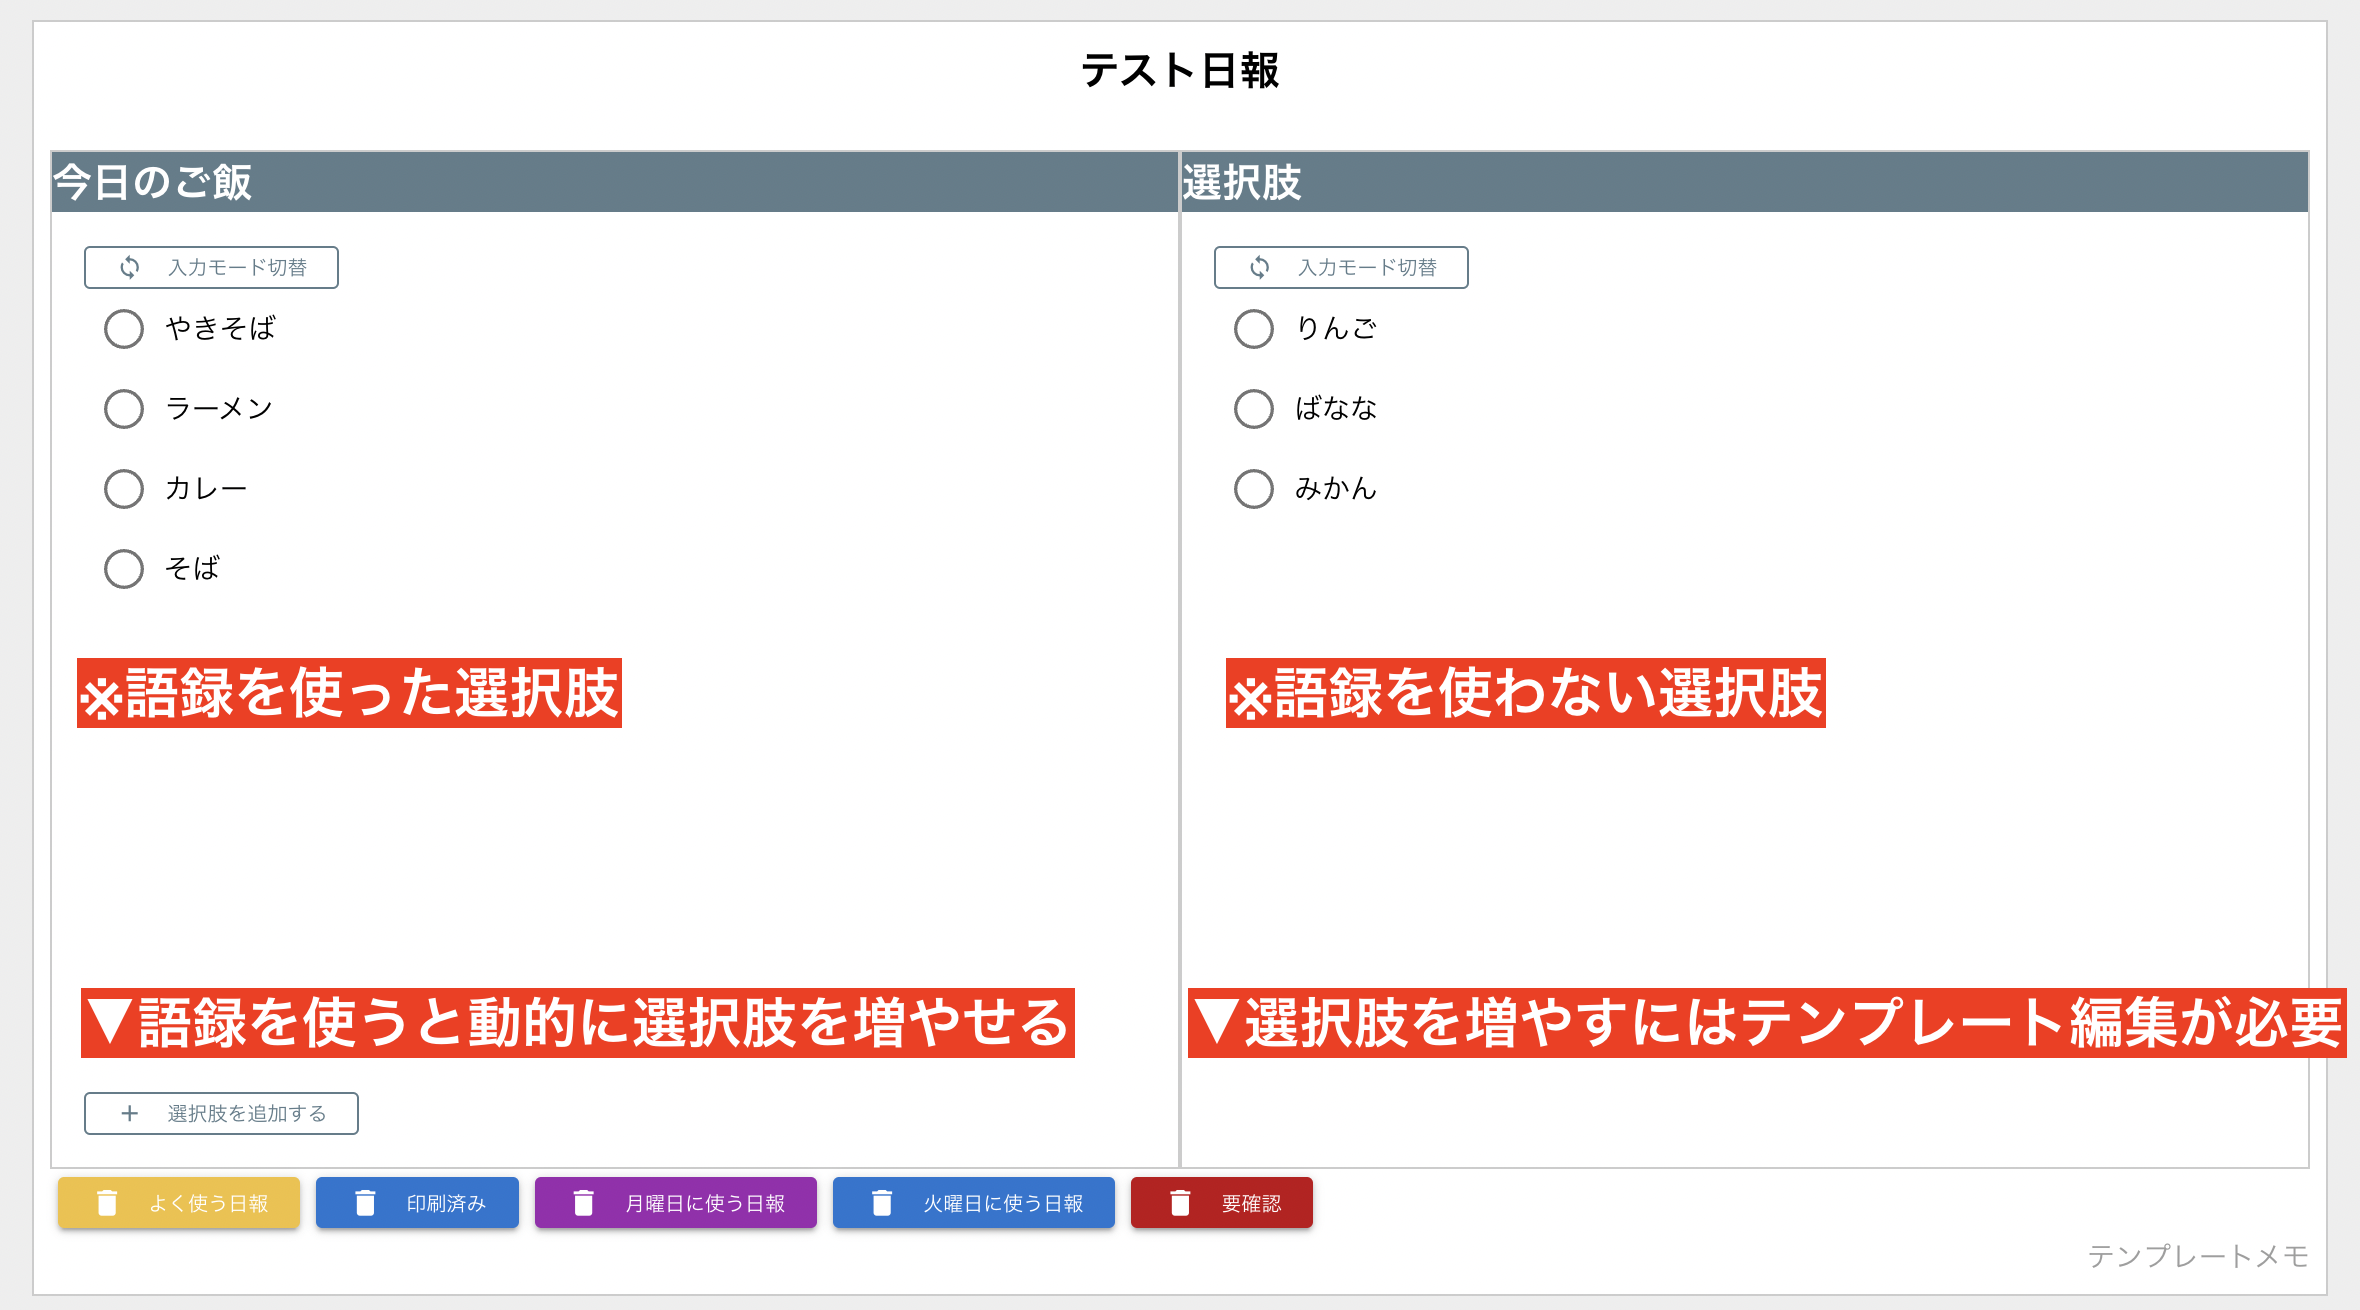 テスト日報
今日のご飯
選択肢
入力モード切替
やきそば
ラーメン
カレー
そば
入力モード切替
りんご
ばなな
みかん
※語録を使った選択肢
※語録を使わない選択肢
▼語録を使うと動的に選択肢を増やせる
▼選択肢を増やすにはテンプレート編集が必要
+ 選択肢を追加する
よく使う日報
印刷済み
月曜日に使う日報
火曜日に使う日報
要確認
テンプレートメモ